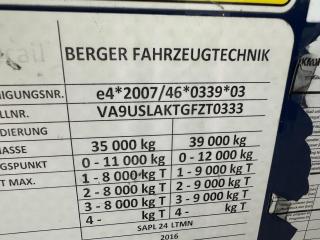 BERGER FAHRZEUGTECHNIK
NIGUNGSNR. e4*2007/46*0339*03
LLNR. VA9USLAKTGFZT0333
LADIERUNG
ASSE 35 000 kg 39 000 kg
GSPUNKT 0 - 11 000 kg 0 - 12 000 kg
T MAX. 1 - 8 000 kg T 1 - 9 000 kg T
2 - 8 000 kg T 2 - 9 000 kg T
3 - 8 000 kg T 3 - 9 000 kg T
4 - kg T 4 - kg T
SAPL 24 LTMN
2016